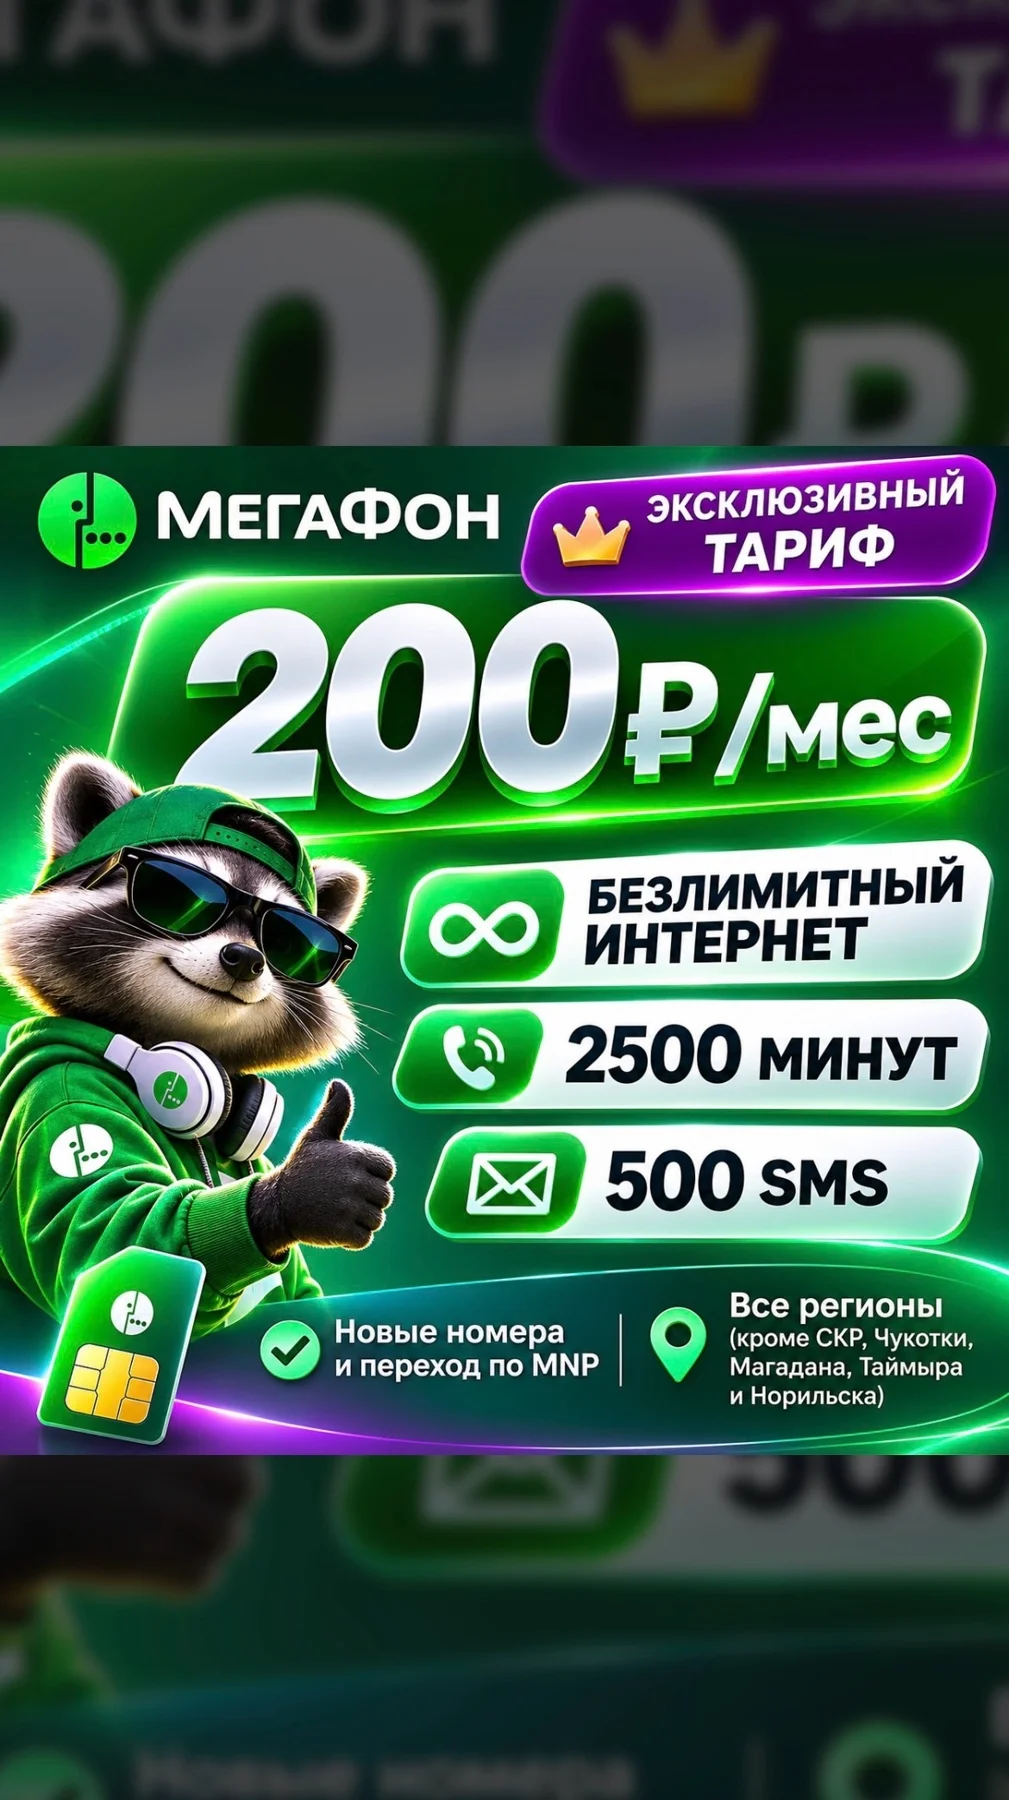 МЕГАФОН
ЭКСКЛЮЗИВНЫЙ
ТАРИФ
200₽/мес
БЕЗЛИМИТНЫЙ
ИНТЕРНЕТ
2500 МИНУТ
500 SMS
Новые номера
и переход по MNP
Все регионы
(кроме СКР, Чукотки,
Магадана, Таймыра
и Норильска)